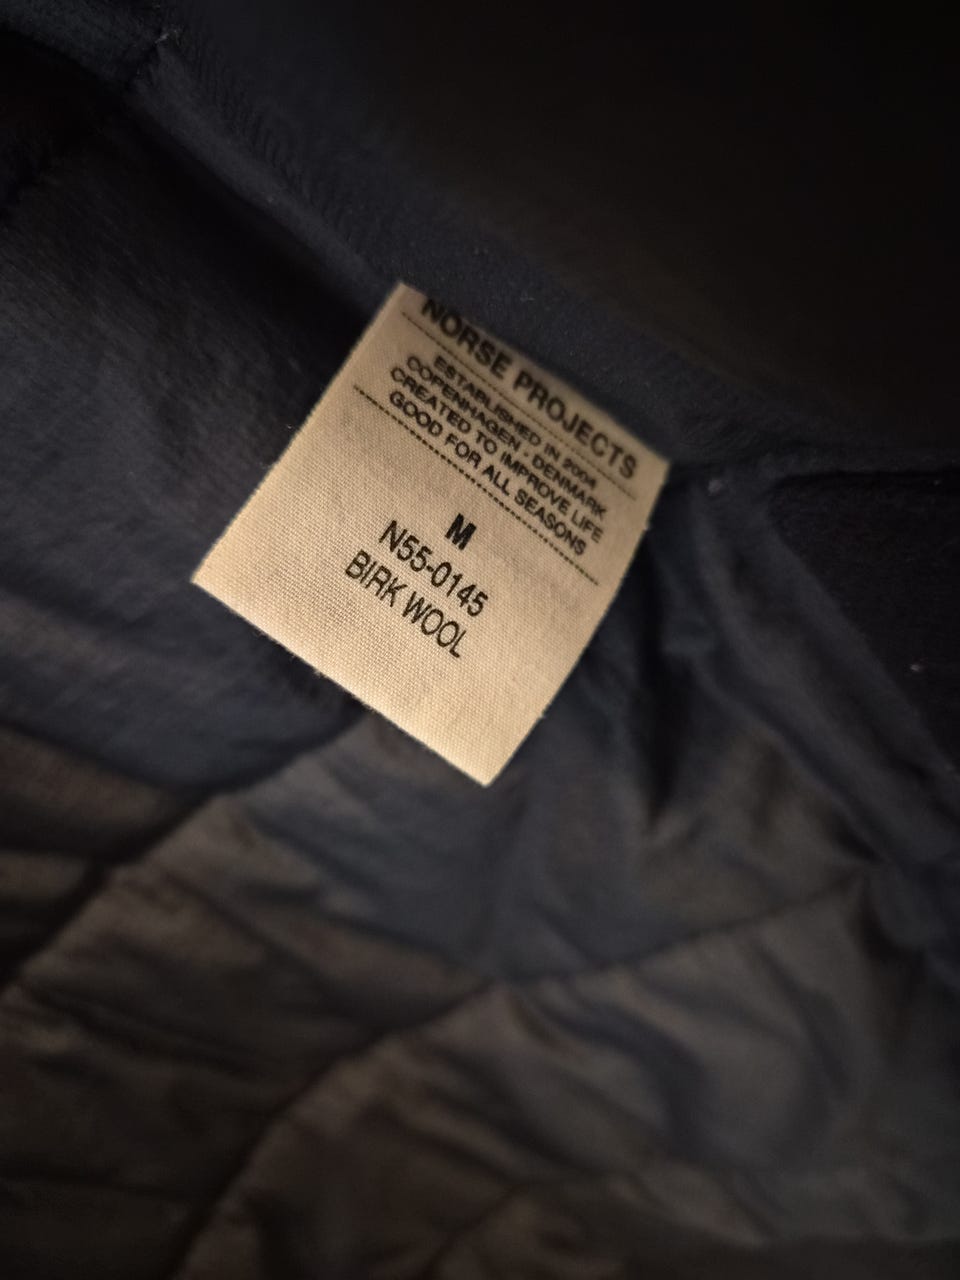 NORSE PROJECTS
ESTABLISHED IN 2004
COPENHAGEN - DENMARK
CREATED TO IMPROVE LIFE
GOOD FOR ALL SEASONS
M
N55-0145
BIRK WOOL